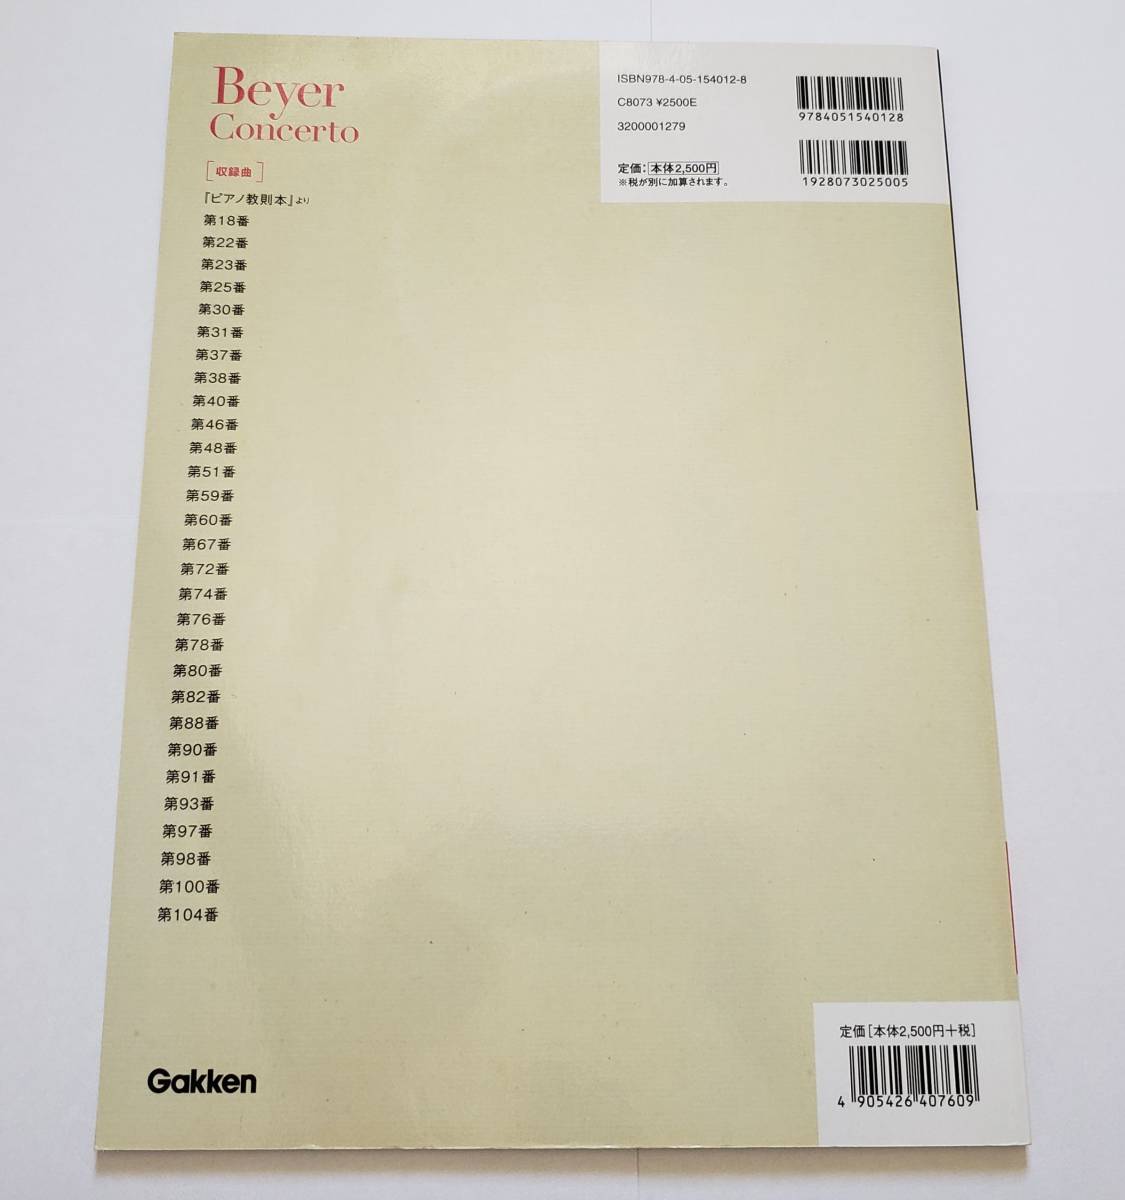 Beyer
Concerto
[収録曲]
『ピアノ教則本』より
第18番
第22番
第23番
第25番
第30番
第31番
第37番
第38番
第40番
第46番
第48番
第51番
第59番
第60番
第67番
第72番
第74番
第76番
第78番
第80番
第82番
第88番
第90番
第91番
第93番
第97番
第98番
第100番
第104番
Gakken
ISBN978-4-05-154012-8
C8073 ¥2500E
3200001279
定価：本体2,500円
※税が別に加算されます。
9784051540128
1928073025005
定価［本体2,500円＋税］
4 905426 407609